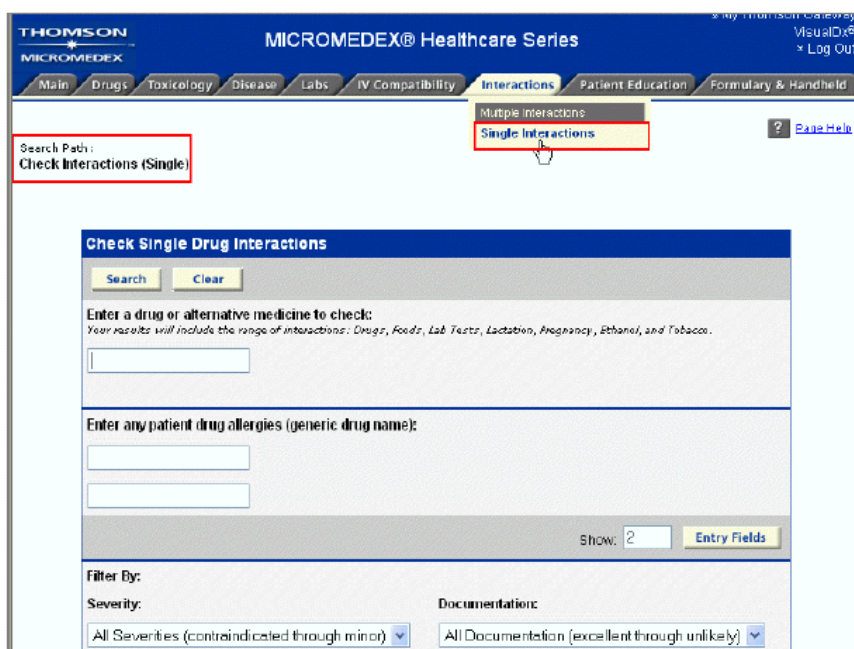 » My Thomson Gateway
THOMSON
MICROMEDEX
MICROMEDEX® Healthcare Series
VisualDx®
× Log Out
Main Drugs Toxicology Disease Labs IV Compatibility Interactions Patient Education Formulary & Handheld
Multiple Interactions
Single Interactions
? Page Help
Search Path:
Check Interactions (Single)
Check Single Drug Interactions
Search Clear
Enter a drug or alternative medicine to check:
Your results will include the range of interactions: Drugs, Foods, Lab Tests, Lactation, Pregnancy, Ethanol, and Tobacco.
Enter any patient drug allergies (generic drug name):
Show: 2 Entry Fields
Filter By:
Severity: Documentation:
All Severities (contraindicated through minor) All Documentation (excellent through unlikely)